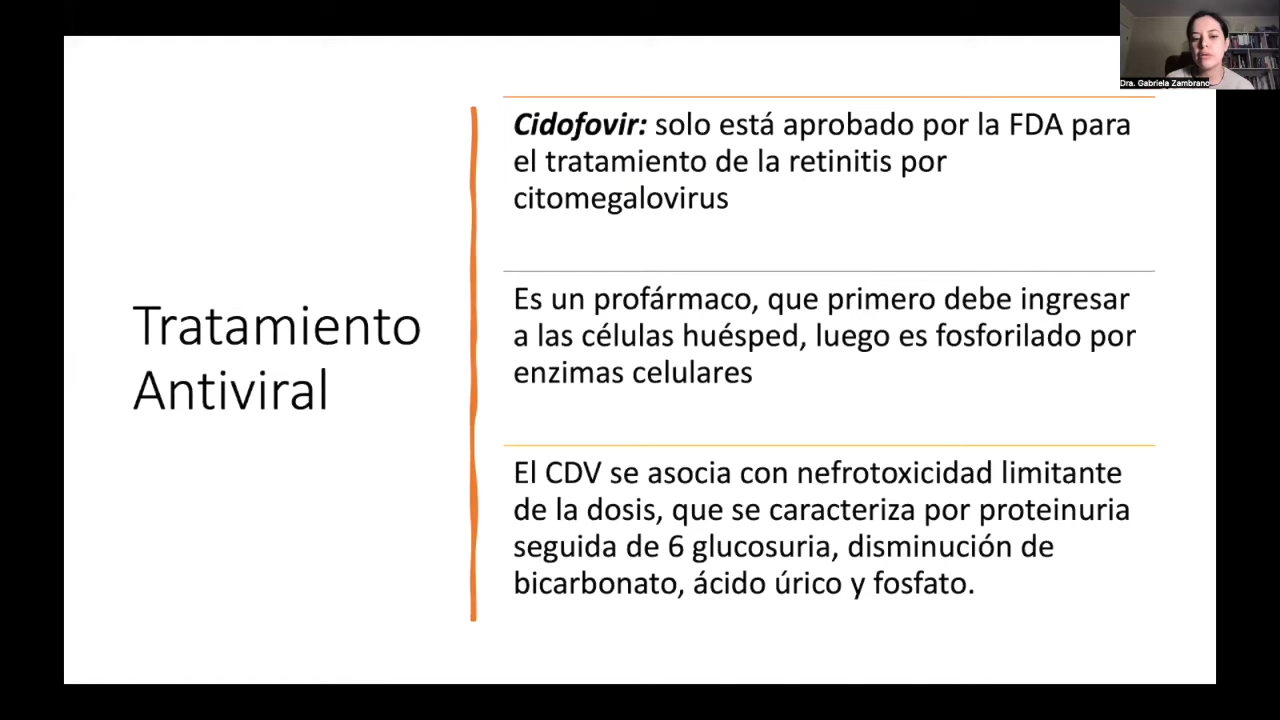 Dra. Gabriela Zambrano
Tratamiento
Antiviral
Cidofovir: solo está aprobado por la FDA para
el tratamiento de la retinitis por
citomegalovirus
Es un profármaco, que primero debe ingresar
a las células huésped, luego es fosforilado por
enzimas celulares
El CDV se asocia con nefrotoxicidad limitante
de la dosis, que se caracteriza por proteinuria
seguida de 6 glucosuria, disminución de
bicarbonato, ácido úrico y fosfato.